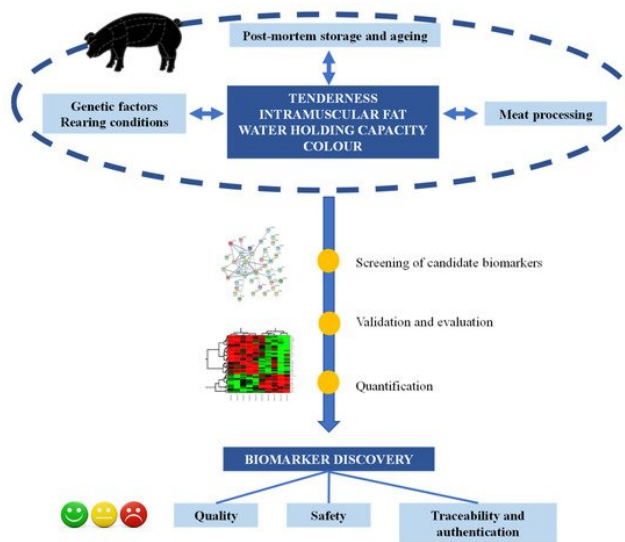 Post-mortem storage and ageing
Genetic factors
Rearing conditions
TENDERNESS
INTRAMUSCULAR FAT
WATER HOLDING CAPACITY
COLOUR
Meat processing
Screening of candidate biomarkers
Validation and evaluation
Quantification
BIOMARKER DISCOVERY
Quality
Safety
Traceability and
authentication